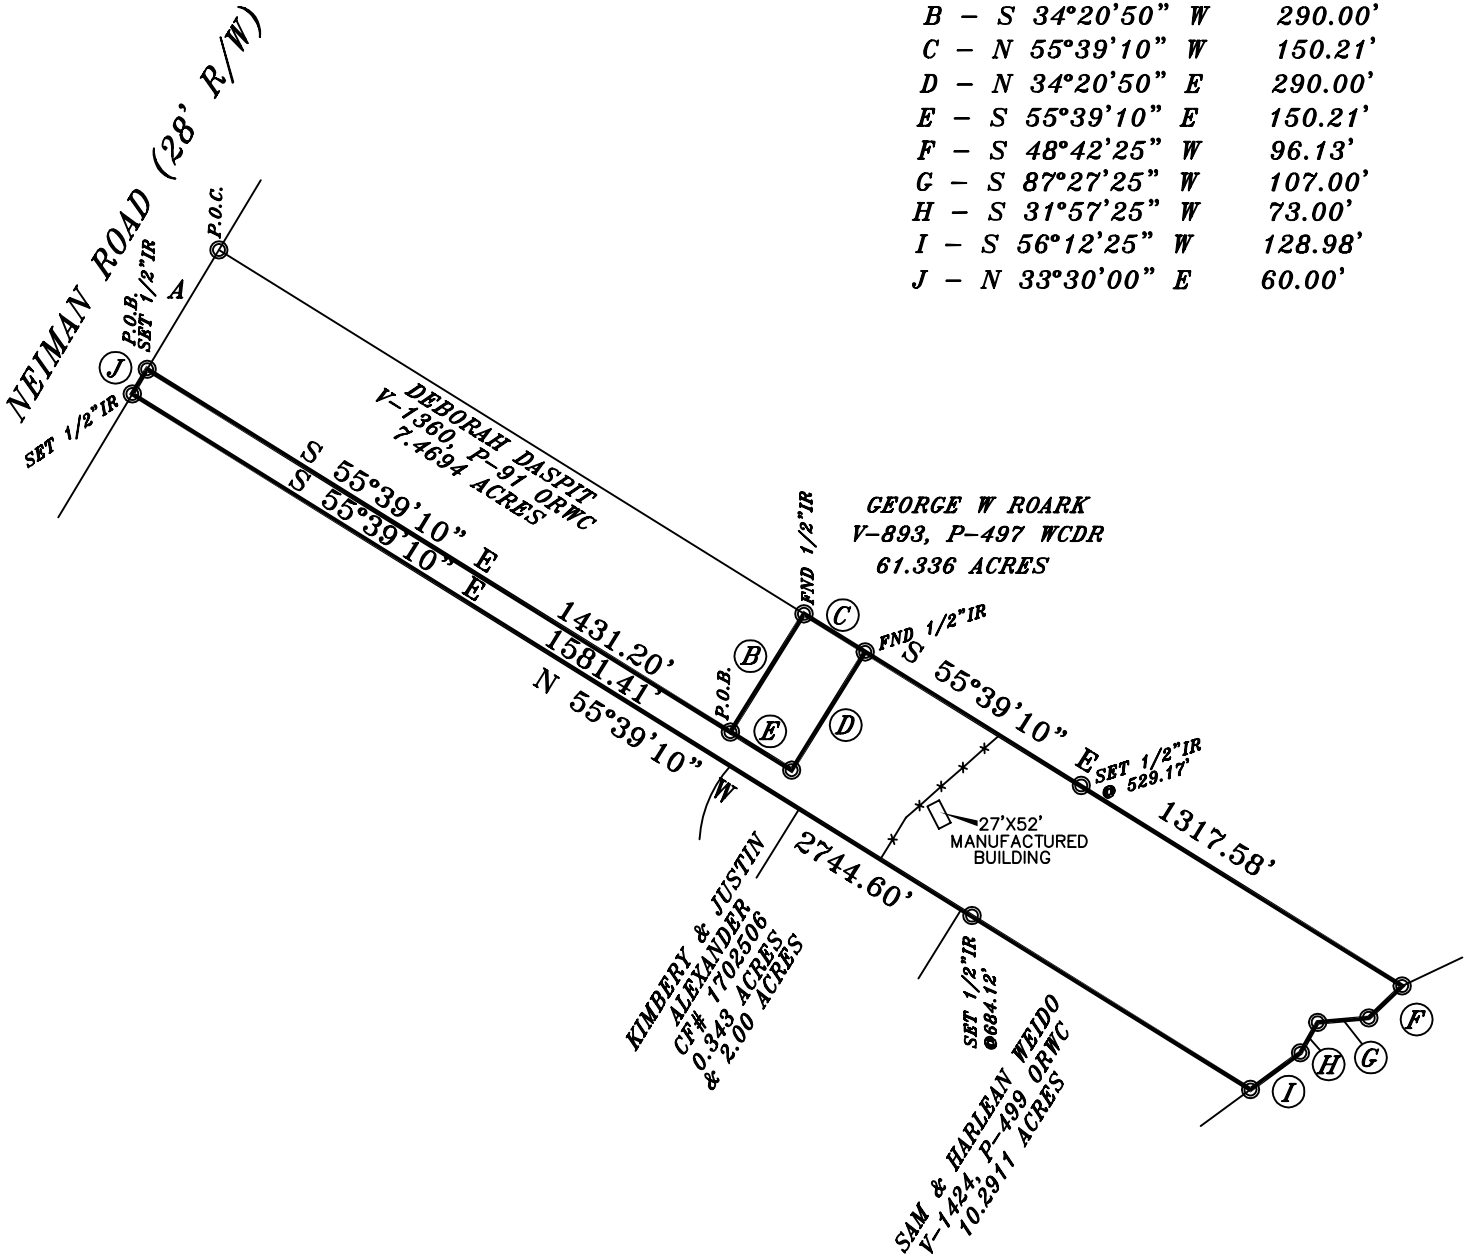 B - S 34°20'50" W 290.00'
C - N 55°39'10" W 150.21'
D - N 34°20'50" E 290.00'
E - S 55°39'10" E 150.21'
F - S 48°42'25" W 96.13'
G - S 87°27'25" W 107.00'
H - S 31°57'25" W 73.00'
I - S 56°12'25" W 128.98'
J - N 33°30'00" E 60.00'
NEIMAN ROAD (28' R/W)
P.O.C.
A
P.O.B.
SET 1/2"IR
J
SET 1/2"IR
DEBORAH DASPIT
V-1360, P-91 ORWC
7.4694 ACRES
S 55°39'10" E 1431.20'
S 55°39'10" E 1581.41'
N 55°39'10" W 2744.60'
FND 1/2"IR
GEORGE W ROARK
V-893, P-497 WCDR
61.336 ACRES
C
FND 1/2"IR
B
P.O.B.
E
D
S 55°39'10" E 1317.58'
SET 1/2"IR
@ 529.17'
27'X52'
MANUFACTURED
BUILDING
KIMBERY & JUSTIN
ALEXANDER
CF# 1702506
0.343 ACRES
& 2.00 ACRES
SET 1/2"IR
@684.12'
F
G
H
I
SAM & HARLEAN WEIDO
V-1424, P-499 ORWC
10.2911 ACRES